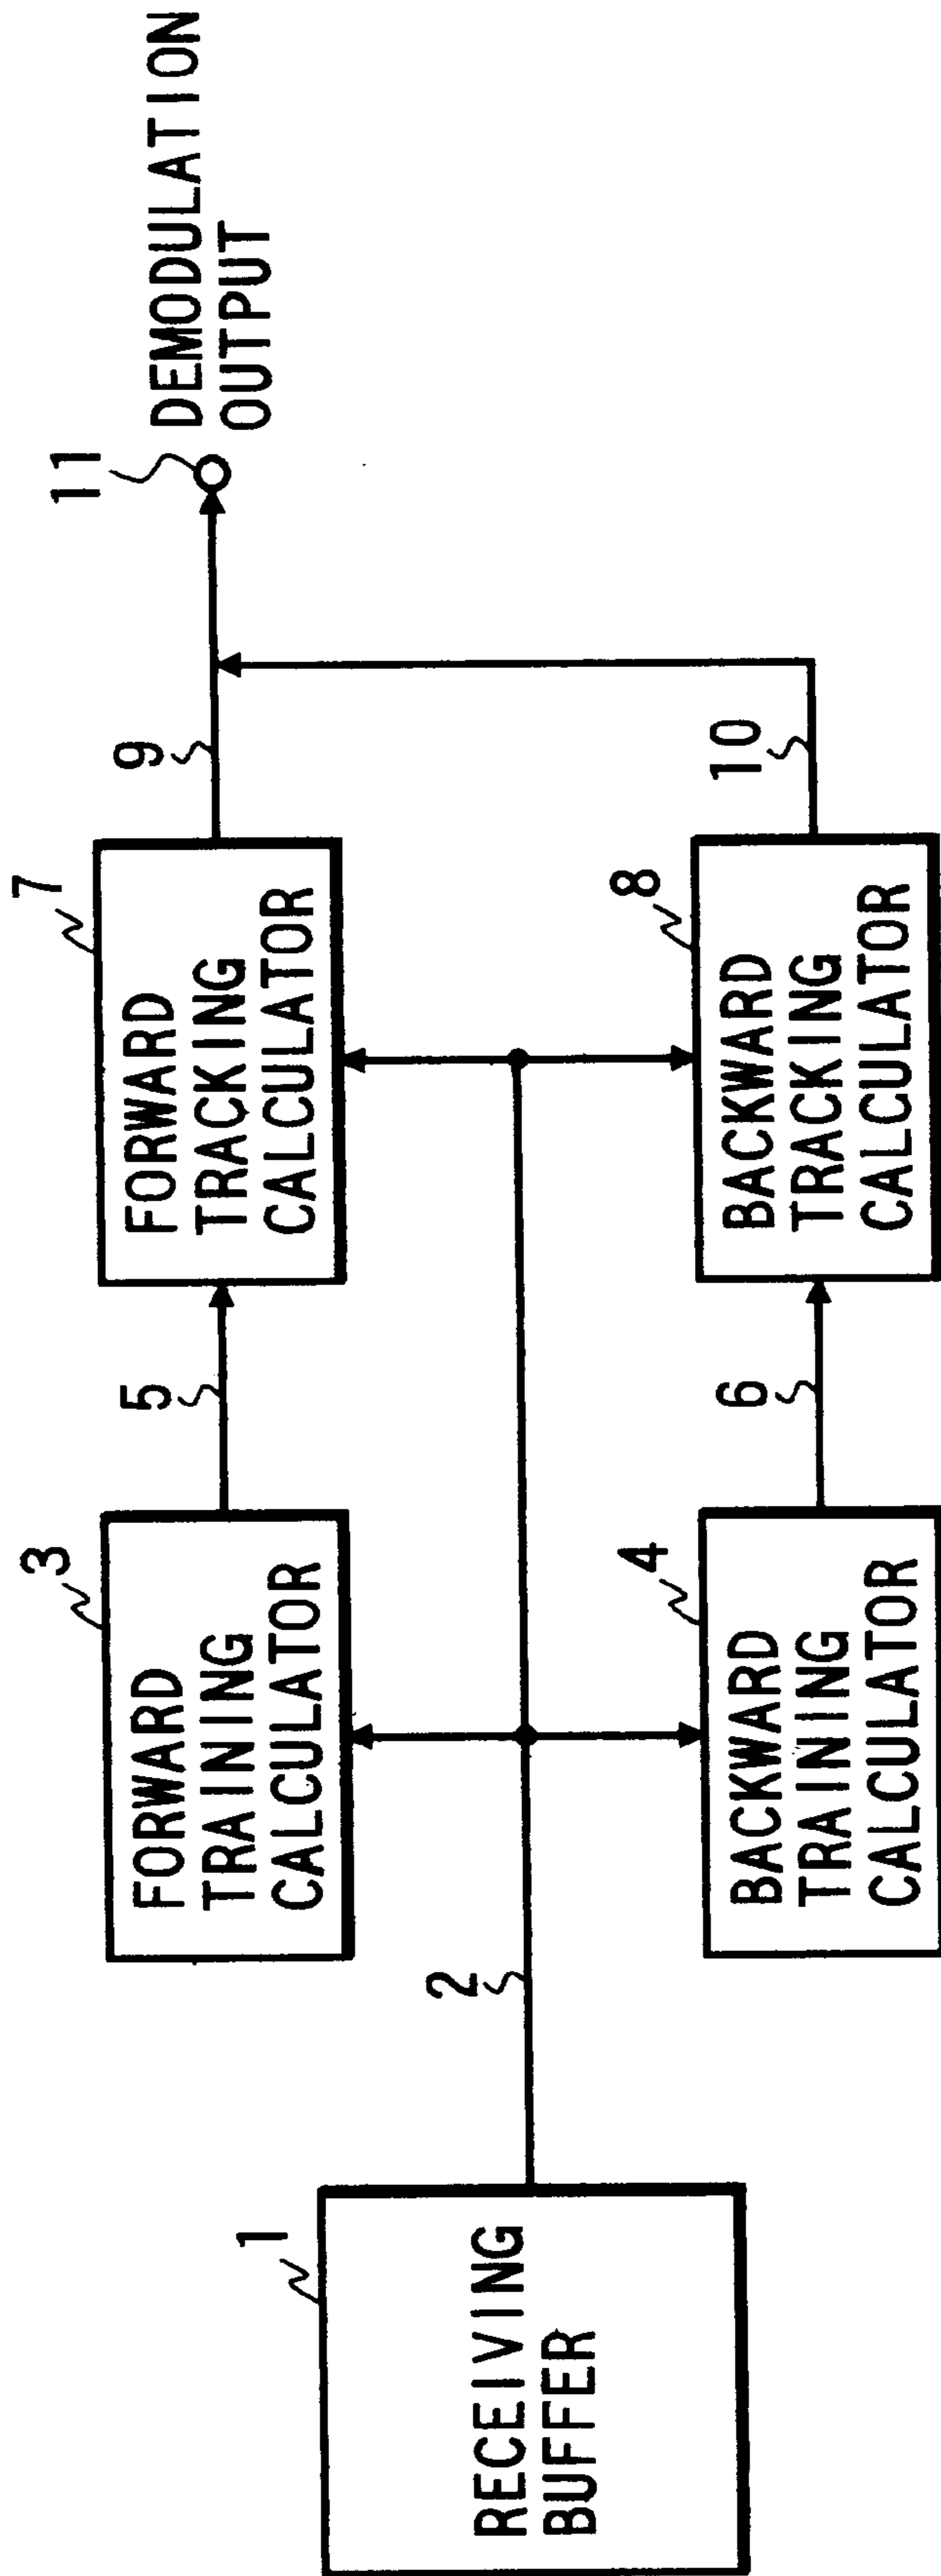 1
RECEIVING
BUFFER
2
3
FORWARD
TRAINING
CALCULATOR
4
BACKWARD
TRAINING
CALCULATOR
5
6
7
FORWARD
TRACKING
CALCULATOR
8
BACKWARD
TRACKING
CALCULATOR
9
10
11
DEMODULATION
OUTPUT